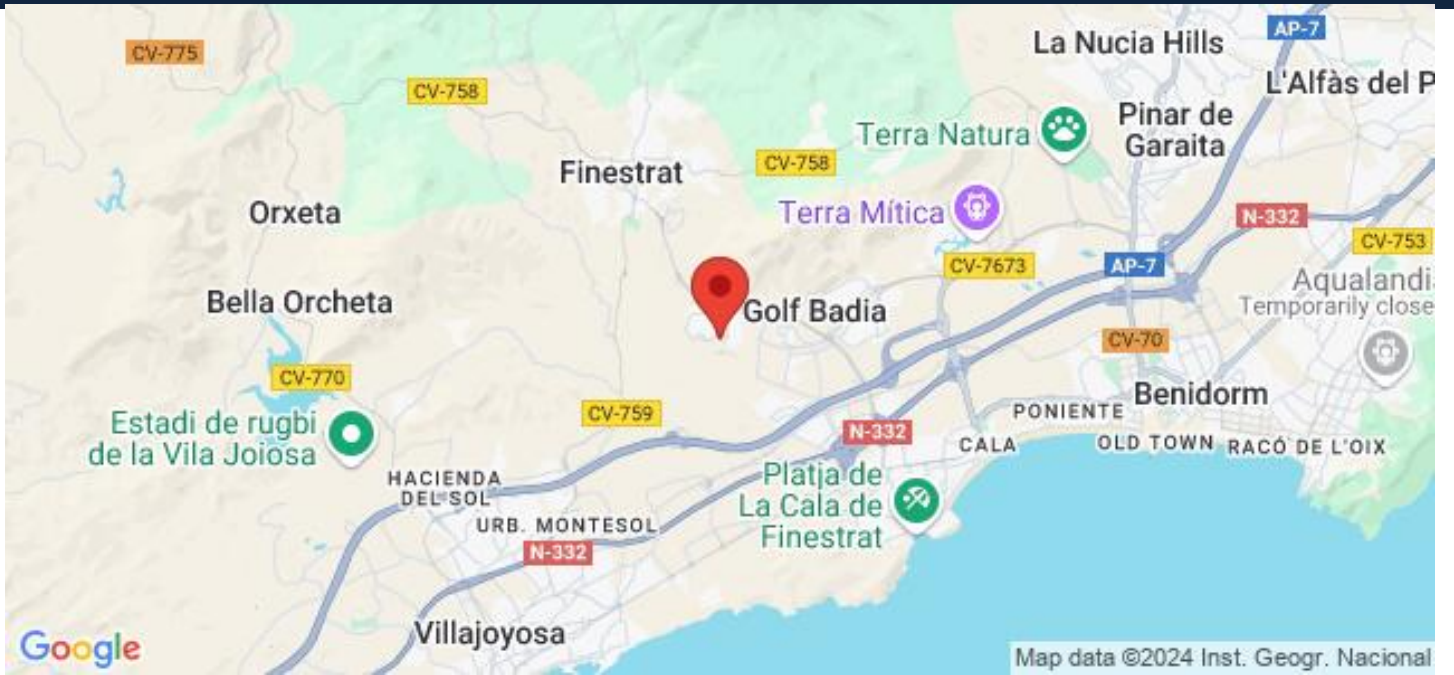 AP-7
La Nucia Hills
CV-775
L'Alfàs del P
CV-758
Pinar de
Garaita
Terra Natura
Finestrat
CV-758
Orxeta
Terra Mítica
N-332
CV-753
CV-7673
AP-7
Aqualandi
Temporarily close
Bella Orcheta
Golf Badia
CV-70
CV-770
Benidorm
CV-759
PONIENTE
Estadi de rugbi
de la Vila Joiosa
N-332
CALA
OLD TOWN
RACÓ DE L'OIX
HACIENDA
DEL SOL
Platja de
La Cala de
Finestrat
URB. MONTESOL
N-332
Villajoyosa
Google
Map data ©2024 Inst. Geogr. Nacional